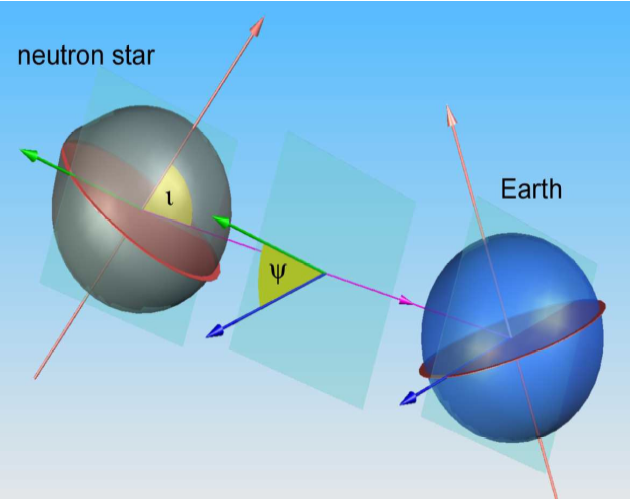 neutron star
ι
ψ
Earth